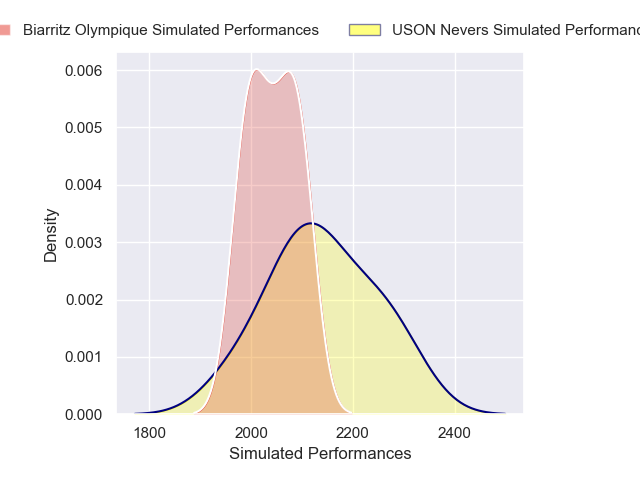 Biarritz Olympique Simulated Performances
USON Nevers Simulated
0.006
0.005
0.004
0.003
0.002
0.001
0.000
Density
1800 2000 2200 2400
Simulated Performances